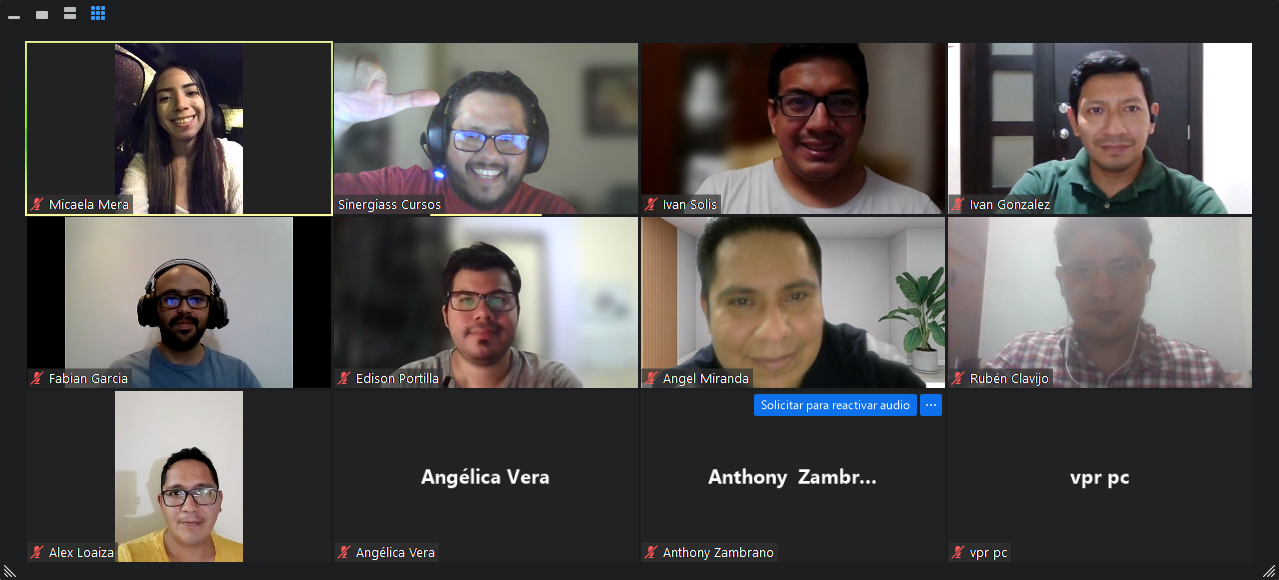 Micaela Mera
Sinergiass Cursos
Ivan Solis
Ivan Gonzalez
Fabian Garcia
Edison Portilla
Angel Miranda
Rubén Clavijo
Solicitar para reactivar audio
Angélica Vera
Anthony Zambr...
vpr pc
Alex Loaiza
Angélica Vera
Anthony Zambrano
vpr pc